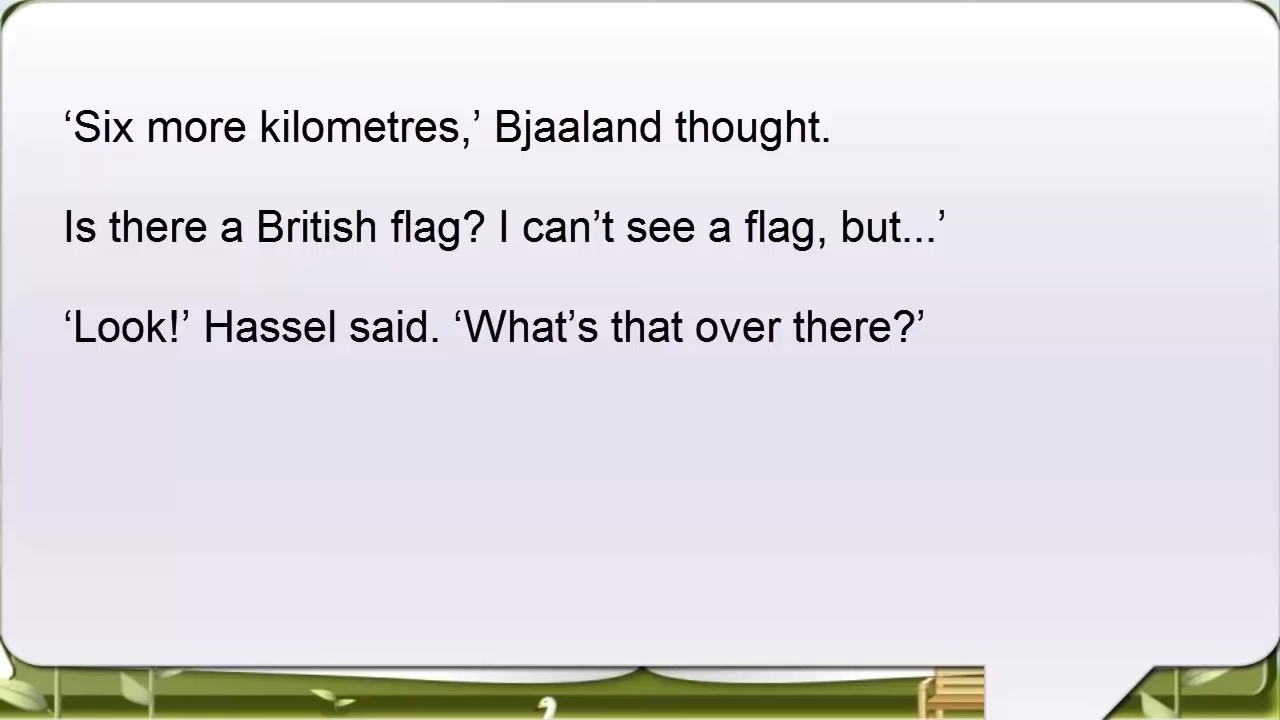 ‘Six more kilometres,’ Bjaaland thought.
Is there a British flag? I can’t see a flag, but...’
‘Look!’ Hassel said. ‘What’s that over there?’